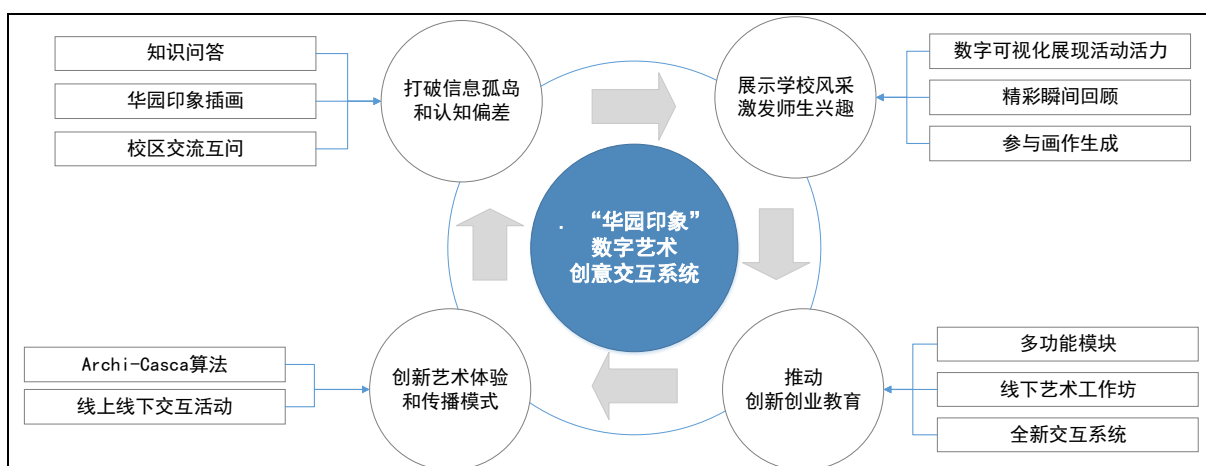 知识问答
华园印象插画
校区交流互问
打破信息孤岛
和认知偏差
展示学校风采
激发师生兴趣
数字可视化展现活动活力
精彩瞬间回顾
参与画作生成
. “华园印象”
数字艺术
创意交互系统
Archi-Casca算法
线上线下交互活动
创新艺术体验
和传播模式
推动
创新创业教育
多功能模块
线下艺术工作坊
全新交互系统